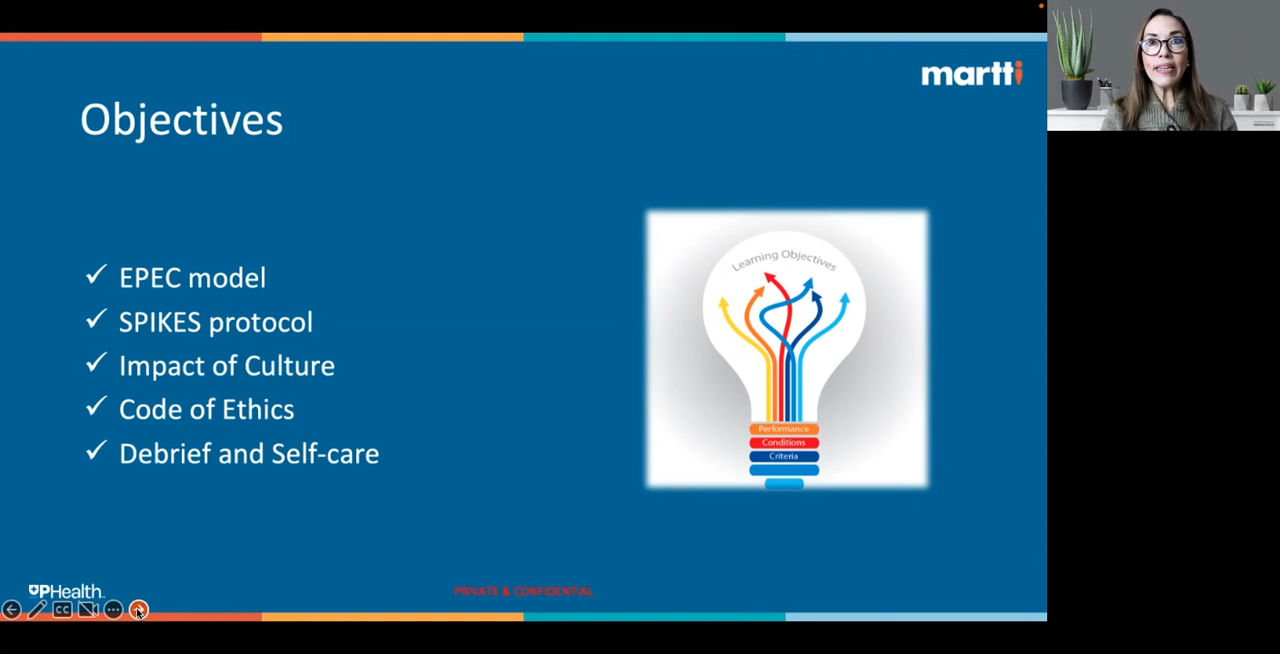 martti
Objectives
✓ EPEC model
✓ SPIKES protocol
✓ Impact of Culture
✓ Code of Ethics
✓ Debrief and Self-care
Learning Objectives
Performance
Conditions
Criteria
UPHealth
PRIVATE & CONFIDENTIAL
CC